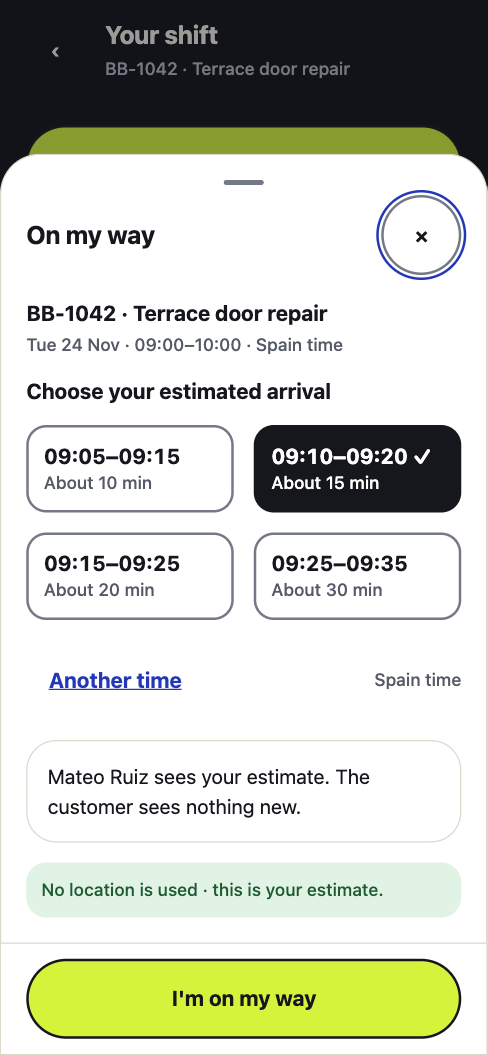 ‹
Your shift
BB-1042 · Terrace door repair
On my way
×
BB-1042 · Terrace door repair
Tue 24 Nov · 09:00–10:00 · Spain time
Choose your estimated arrival
09:05–09:15
About 10 min
09:10–09:20 ✓
About 15 min
09:15–09:25
About 20 min
09:25–09:35
About 30 min
Another time
Spain time
Mateo Ruiz sees your estimate. The
customer sees nothing new.
No location is used · this is your estimate.
I'm on my way